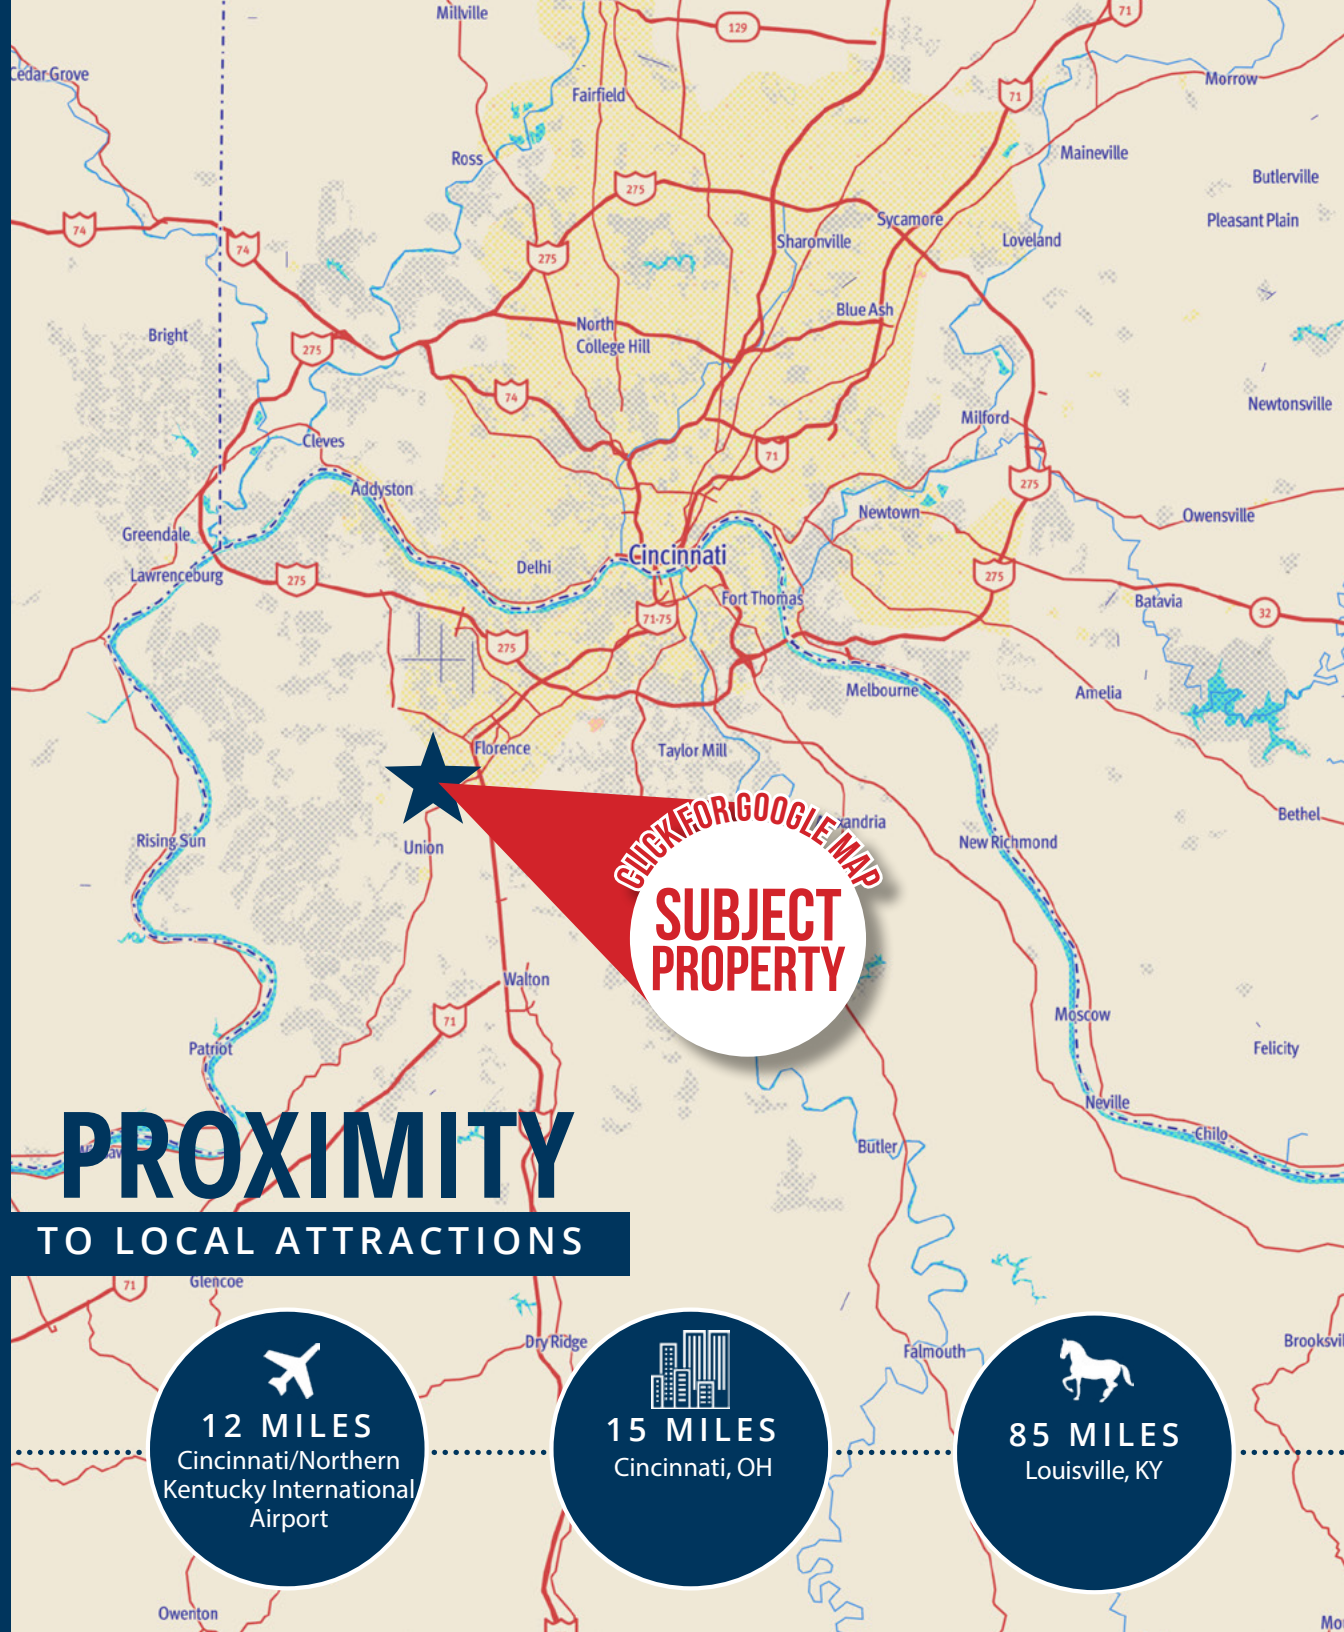 Millville
129
71
Cedar Grove
Morrow
Fairfield
71
Ross
Maineville
Butlerville
275
Pleasant Plain
74
74
Sycamore
Sharonville
Loveland
275
Blue Ash
North
College Hill
Bright
275
74
Newtonsville
Milford
Cleves
71
275
Addyston
Newtown
Owensville
Greendale
Cincinnati
Lawrenceburg
275
Delhi
275
Fort Thomas
Batavia
71-75
32
275
Melbourne
Amelia
Florence
Taylor Mill
Bethel
Rising Sun
Union
New Richmond
CLICK FOR GOOGLE MAP
SUBJECT
PROPERTY
Walton
71
Moscow
Patriot
Felicity
Neville
Chilo
Butler
PROXIMITY
TO LOCAL ATTRACTIONS
71
Glencoe
Dry Ridge
Falmouth
Brooksvi
12 MILES
Cincinnati/Northern
Kentucky International
Airport
15 MILES
Cincinnati, OH
85 MILES
Louisville, KY
Owenton